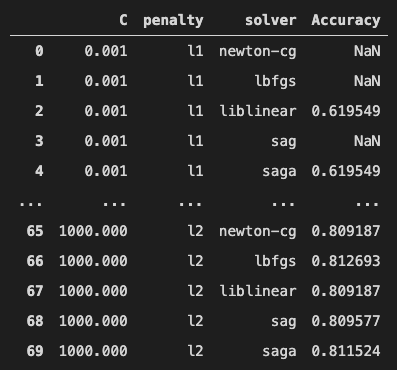 C penalty solver Accuracy
0 0.001 l1 newton-cg NaN
1 0.001 l1 lbfgs NaN
2 0.001 l1 liblinear 0.619549
3 0.001 l1 sag NaN
4 0.001 l1 saga 0.619549
... ... ... ... ...
65 1000.000 l2 newton-cg 0.809187
66 1000.000 l2 lbfgs 0.812693
67 1000.000 l2 liblinear 0.809187
68 1000.000 l2 sag 0.809577
69 1000.000 l2 saga 0.811524